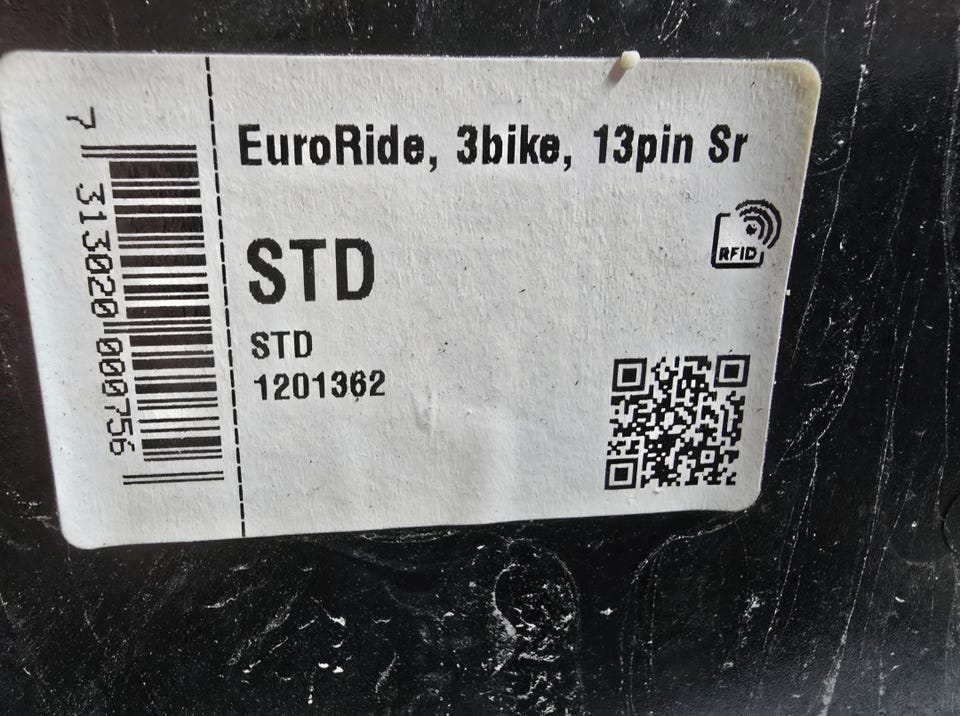 EuroRide, 3bike, 13pin Sr
RFID
STD
STD
1201362
7 313020 000756